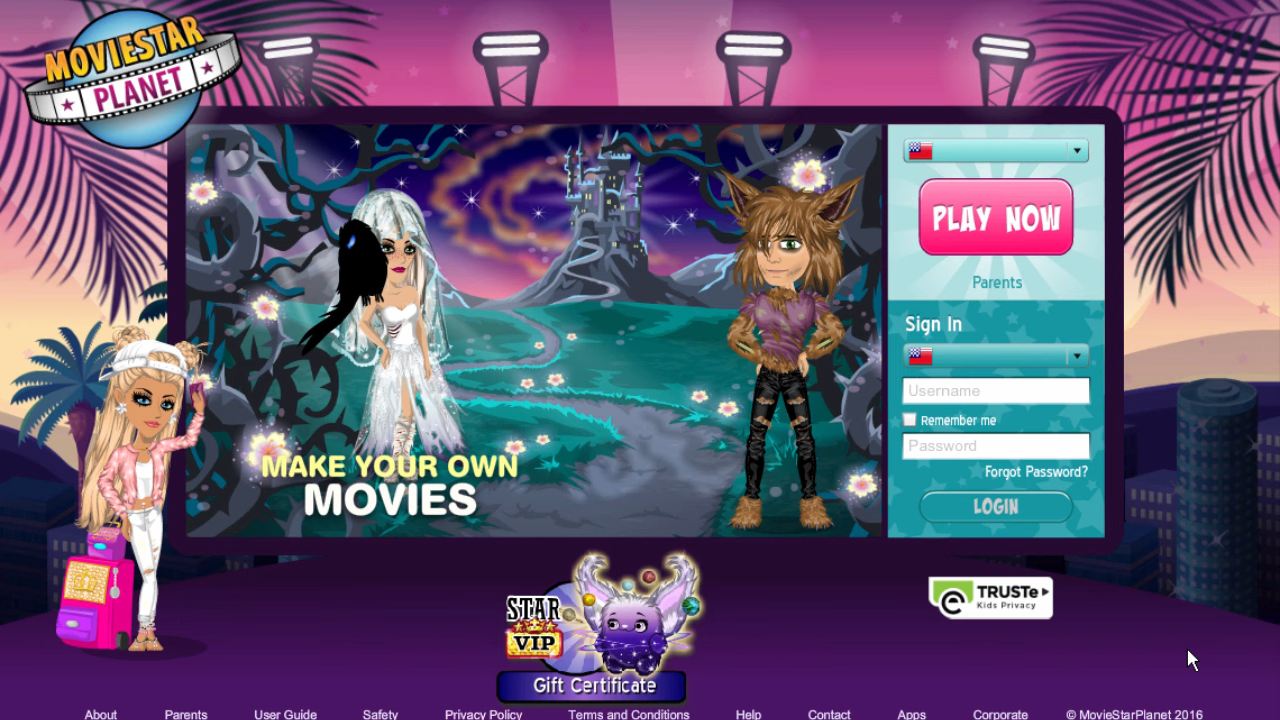 MOVIESTAR
PLANET
PLAY NOW
Parents
Sign In
Username
Remember me
Password
Forgot Password?
LOGIN
MAKE YOUR OWN
MOVIES
STAR
VIP
Gift Certificate
TRUSTe
Kids Privacy
About Parents User Guide Safety Privacy Policy Terms and Conditions Help Contact Apps Corporate © MovieStarPlanet 2016